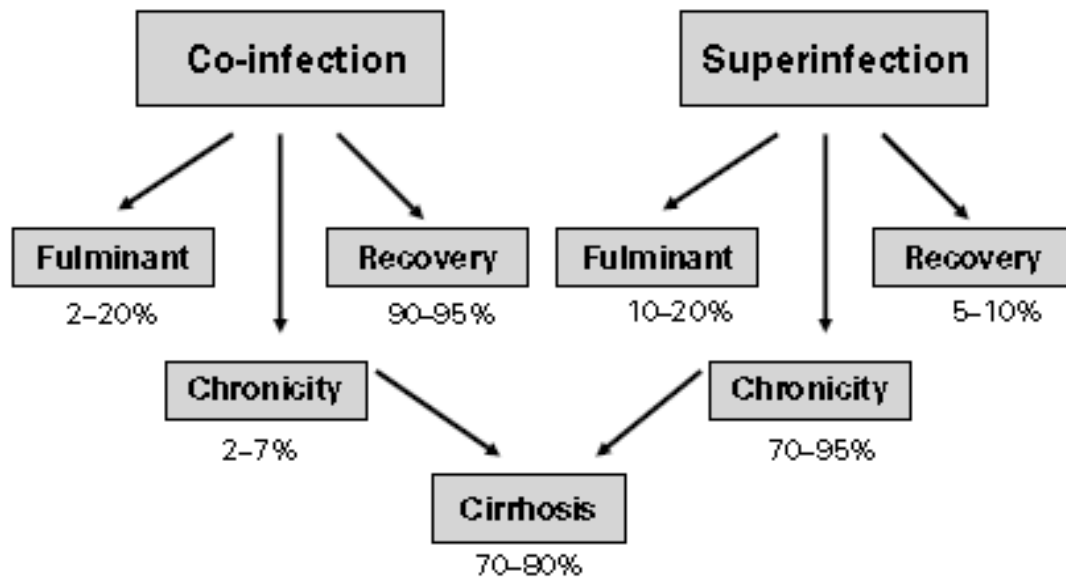 Co-infection
Superinfection
Fulminant
2–20%
Recovery
90–95%
Fulminant
10–20%
Recovery
5–10%
Chronicity
2–7%
Chronicity
70–95%
Cirrhosis
70–80%